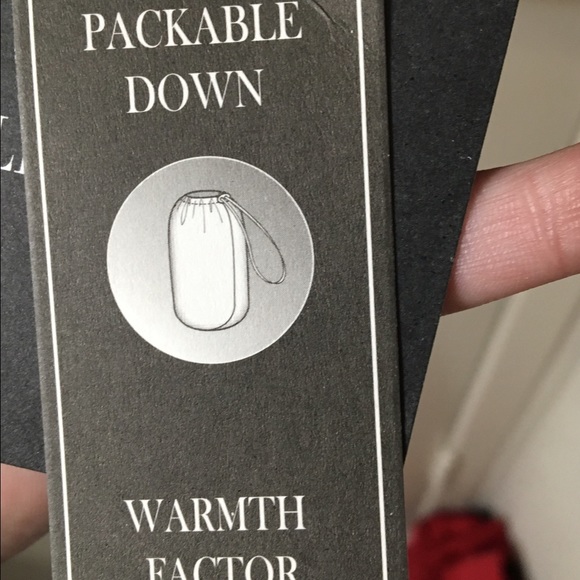 PACKABLE
DOWN
WARMTH
FACTOR